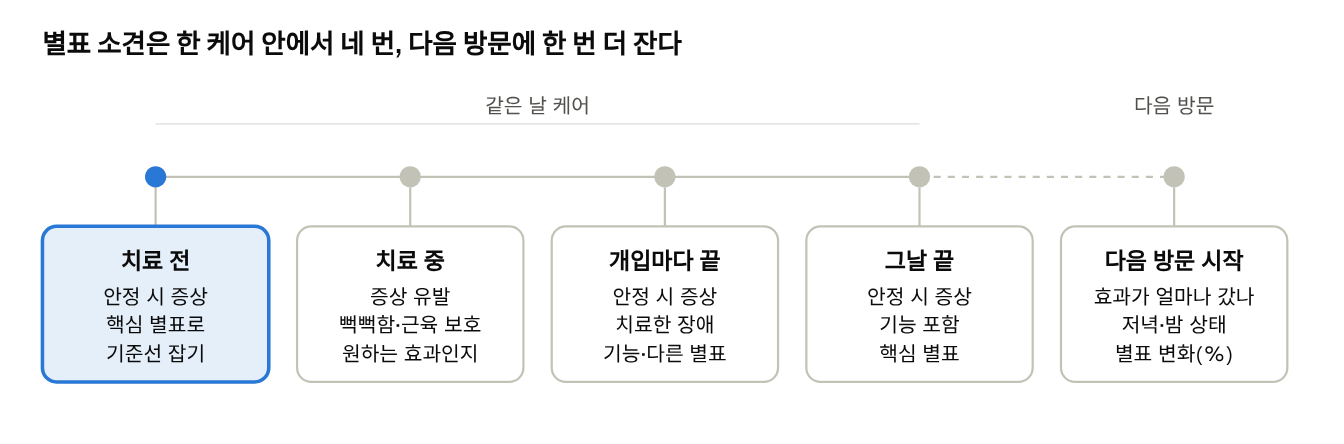 별표 소견은 한 케어 안에서 네 번, 다음 방문에 한 번 더 잔다
같은 날 케어
다음 방문
치료 전
안정 시 증상
핵심 별표로
기준선 잡기
치료 중
증상 유발
뻑뻑함·근육 보호
원하는 효과인지
개입마다 끝
안정 시 증상
치료한 장애
기능·다른 별표
그날 끝
안정 시 증상
기능 포함
핵심 별표
다음 방문 시작
효과가 얼마나 갔나
저녁·밤 상태
별표 변화(%)